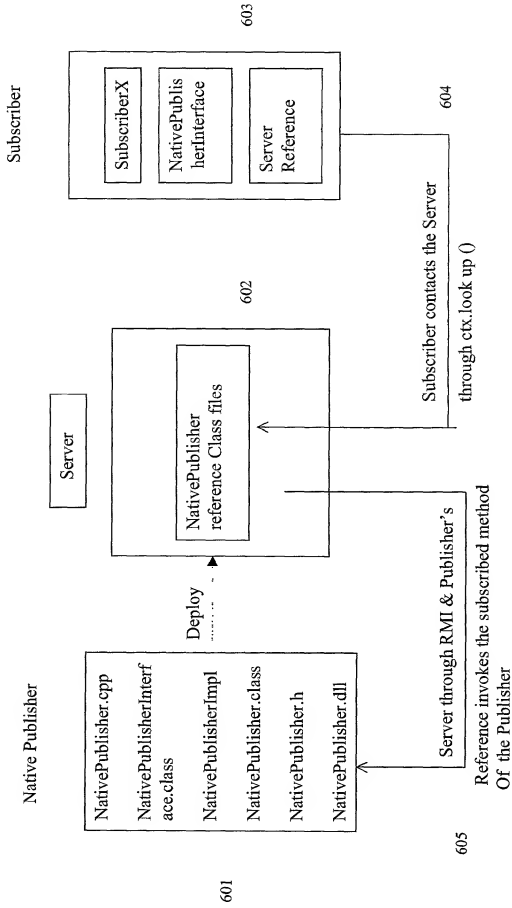 Native Publisher
601
NativePublisher.cpp
NativePublisherInterf
ace.class
NativePublisherImpl
NativePublisher.class
NativePublisher.h
NativePublisher.dll
Deploy
Server
602
NativePublisher
reference Class files
Subscriber
603
SubscriberX
NativePublis
herInterface
Server
Reference
604
Subscriber contacts the Server
through ctx.look up ()
605
Server through RMI & Publisher's
Reference invokes the subscribed method
Of the Publisher